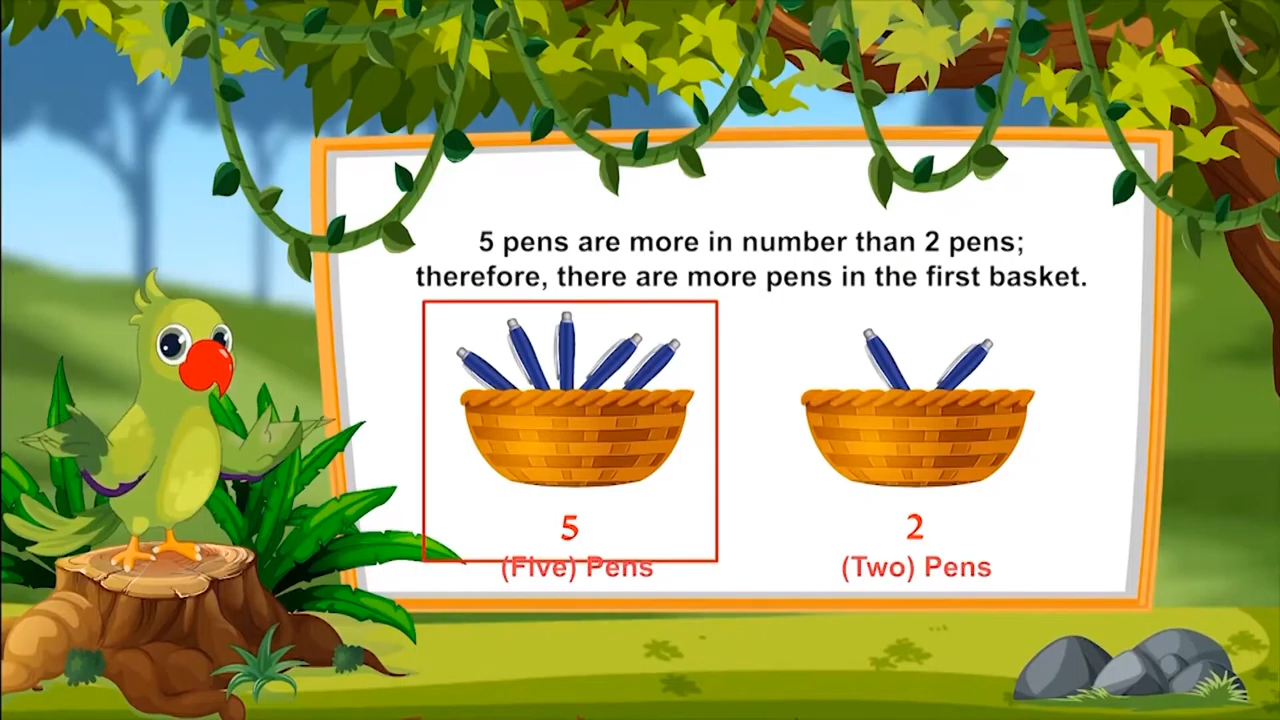 5 pens are more in number than 2 pens;
therefore, there are more pens in the first basket.
5
(Five) Pens
2
(Two) Pens